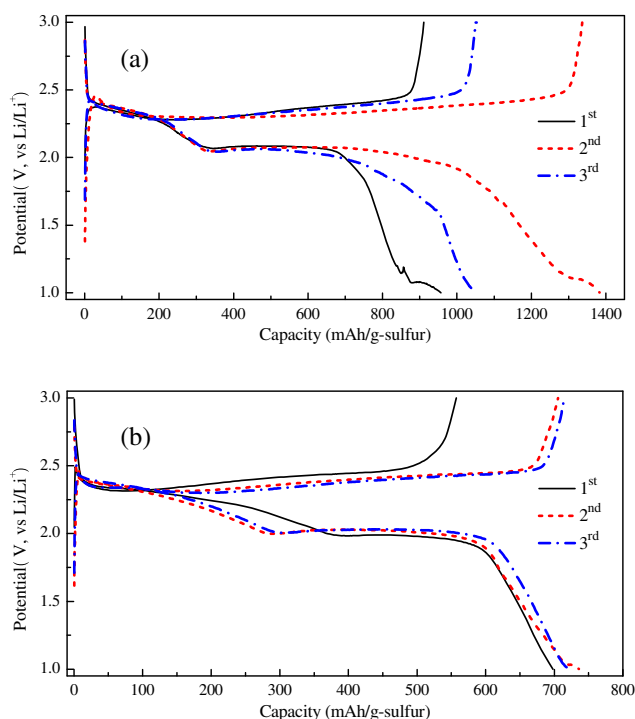 (a)
3.0
2.5
2.0
1.5
1.0
Potential( V, vs Li/Li⁺)
1ˢᵗ
2ⁿᵈ
3ʳᵈ
0 200 400 600 800 1000 1200 1400
Capacity (mAh/g-sulfur)
(b)
3.0
2.5
2.0
1.5
1.0
Potential( V, vs Li/Li⁺)
1ˢᵗ
2ⁿᵈ
3ʳᵈ
0 100 200 300 400 500 600 700 800
Capacity (mAh/g-sulfur)